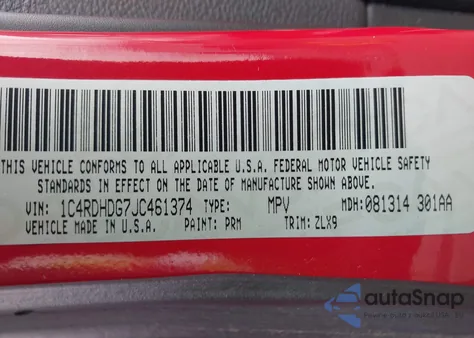 THIS VEHICLE CONFORMS TO ALL APPLICABLE U.S.A. FEDERAL MOTOR VEHICLE SAFETY
STANDARDS IN EFFECT ON THE DATE OF MANUFACTURE SHOWN ABOVE.
VIN: 1C4RDHDG7JC461374 TYPE: MPV MDH: 081314 301AA
VEHICLE MADE IN U.S.A. PAINT: PRM TRIM: ZLX9
autoSnap